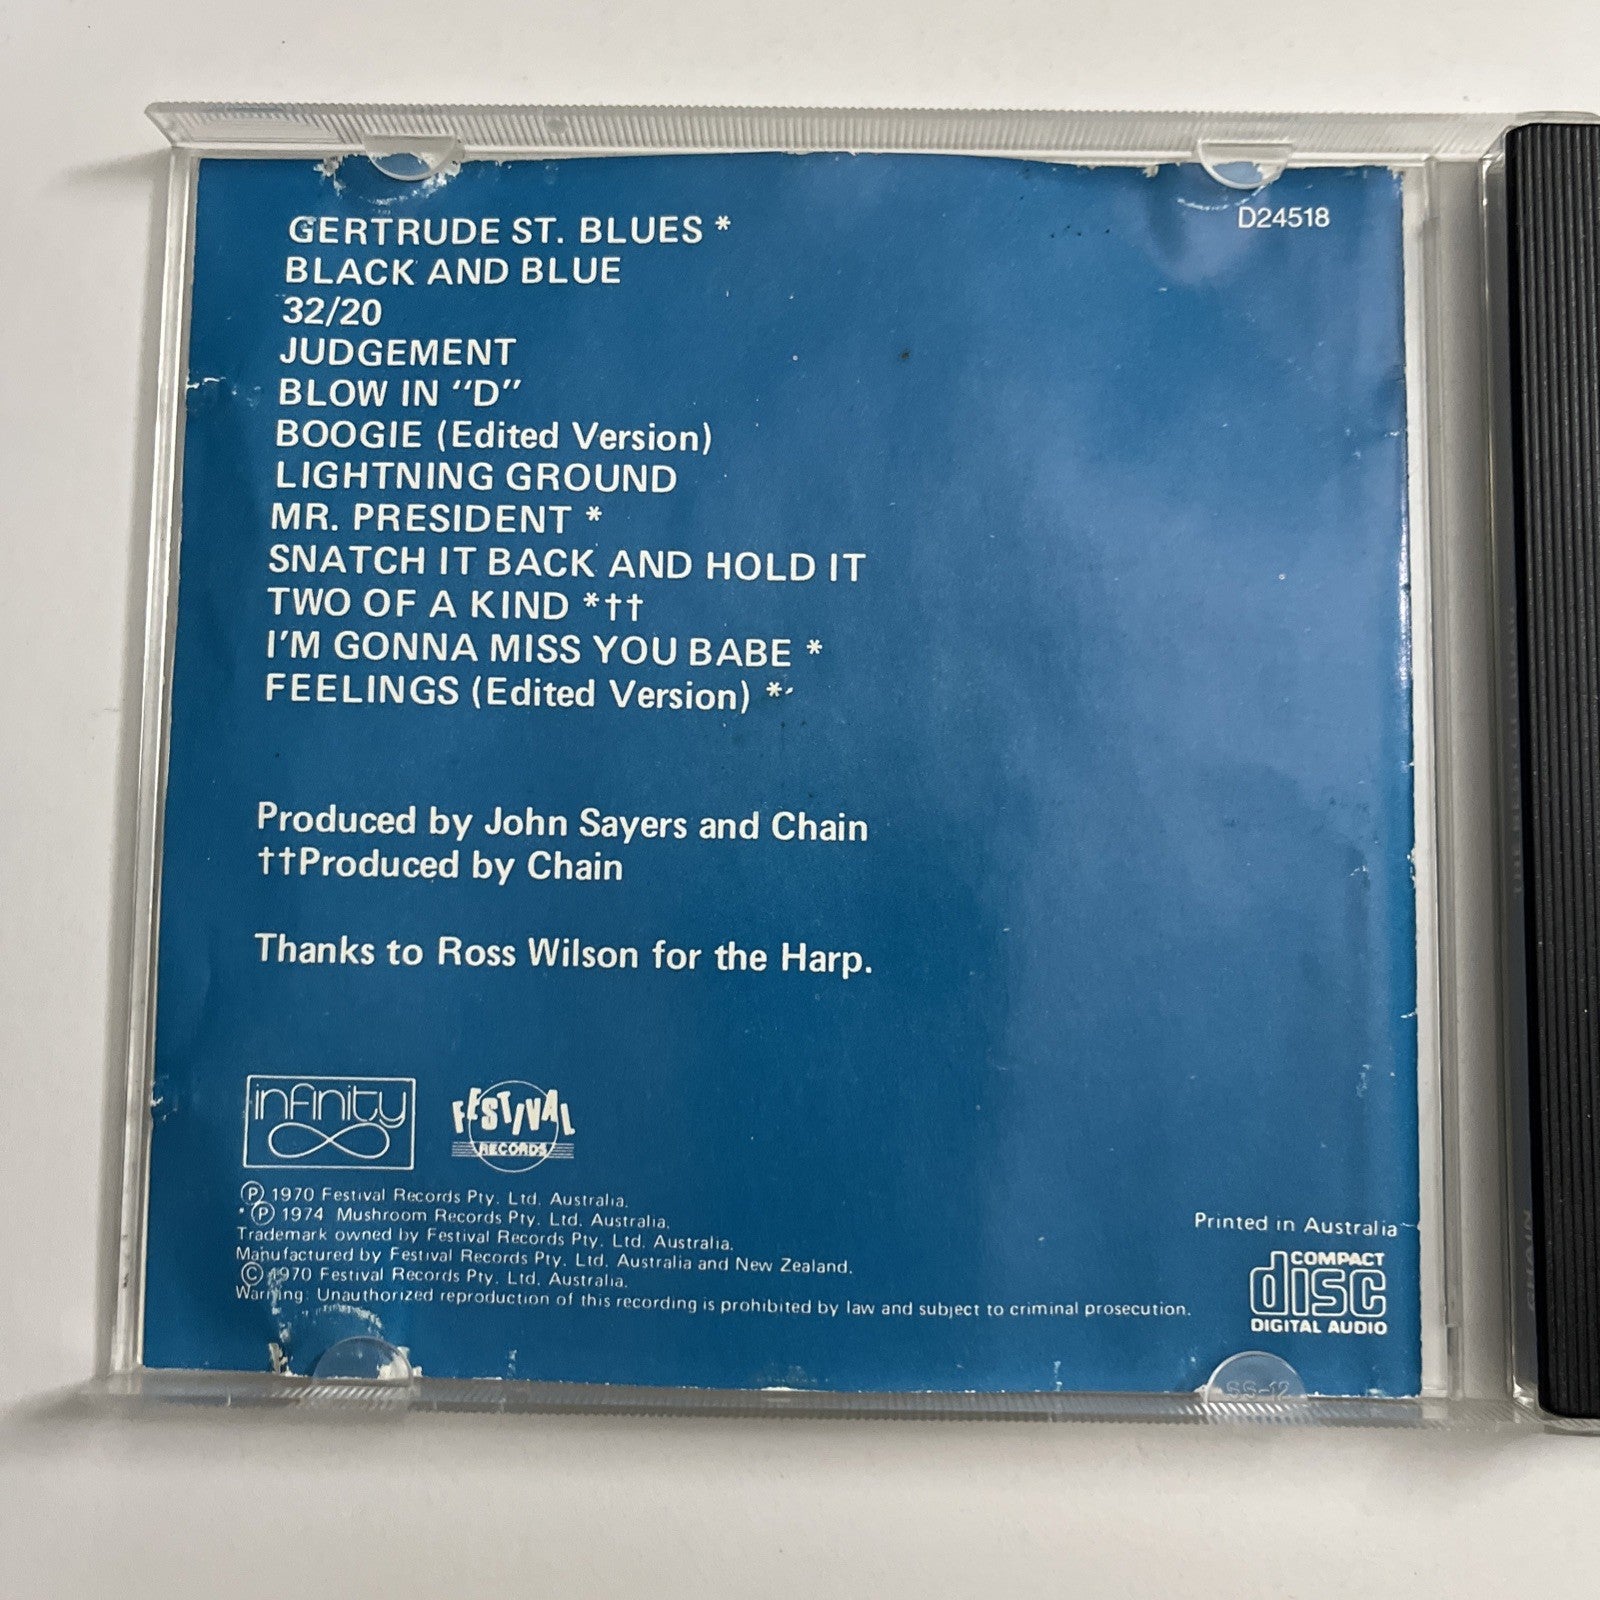 D24518
GERTRUDE ST. BLUES *
BLACK AND BLUE
32/20
JUDGEMENT
BLOW IN “D”
BOOGIE (Edited Version)
LIGHTNING GROUND
MR. PRESIDENT *
SNATCH IT BACK AND HOLD IT
TWO OF A KIND *††
I'M GONNA MISS YOU BABE *
FEELINGS (Edited Version) *
Produced by John Sayers and Chain
††Produced by Chain
Thanks to Ross Wilson for the Harp.
infinity
FESTIVAL
RECORDS
Ⓟ 1970 Festival Records Pty. Ltd. Australia.
* Ⓟ 1974 Mushroom Records Pty. Ltd. Australia.
Trademark owned by Festival Records Pty. Ltd. Australia.
Manufactured by Festival Records Pty. Ltd. Australia and New Zealand.
© 1970 Festival Records Pty. Ltd. Australia.
Warning: Unauthorized reproduction of this recording is prohibited by law and subject to criminal prosecution.
Printed in Australia
COMPACT
disc
DIGITAL AUDIO
SS-12
CHAIN